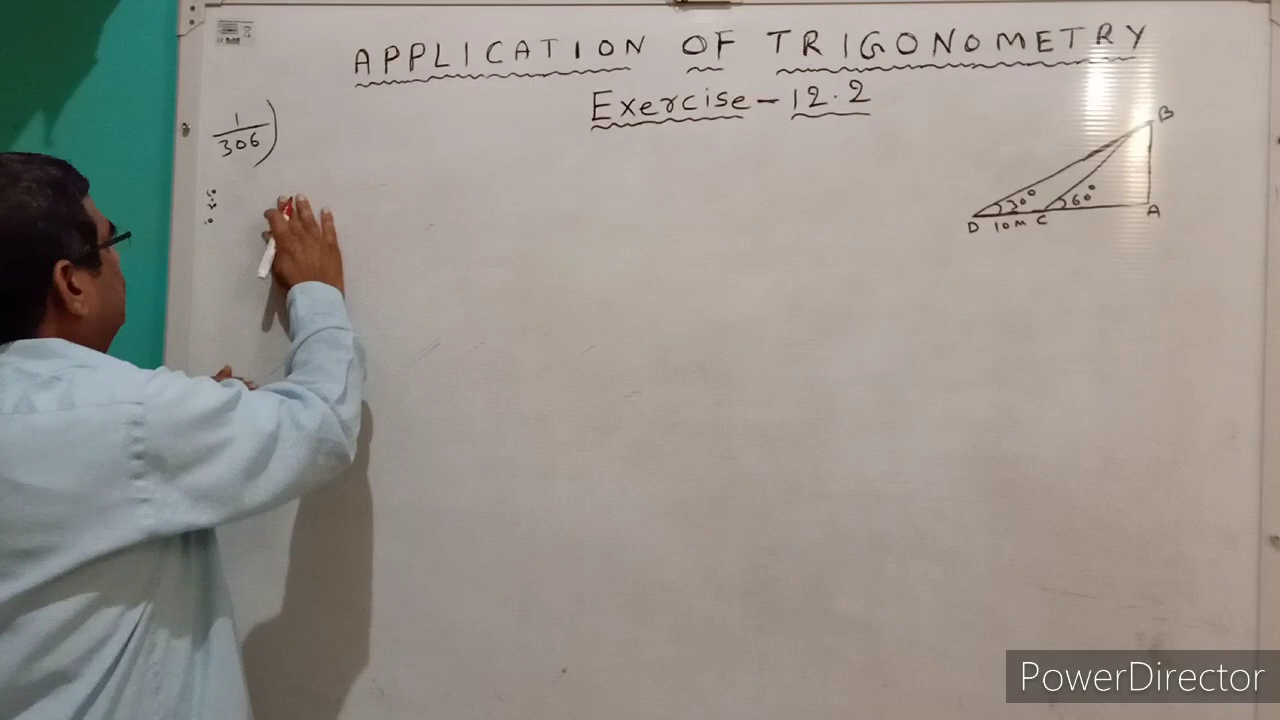 APPLICATION OF TRIGONOMETRY
Exercise - 12.2
1
306)
B
30°
60°
D 10M C
A
PowerDirector